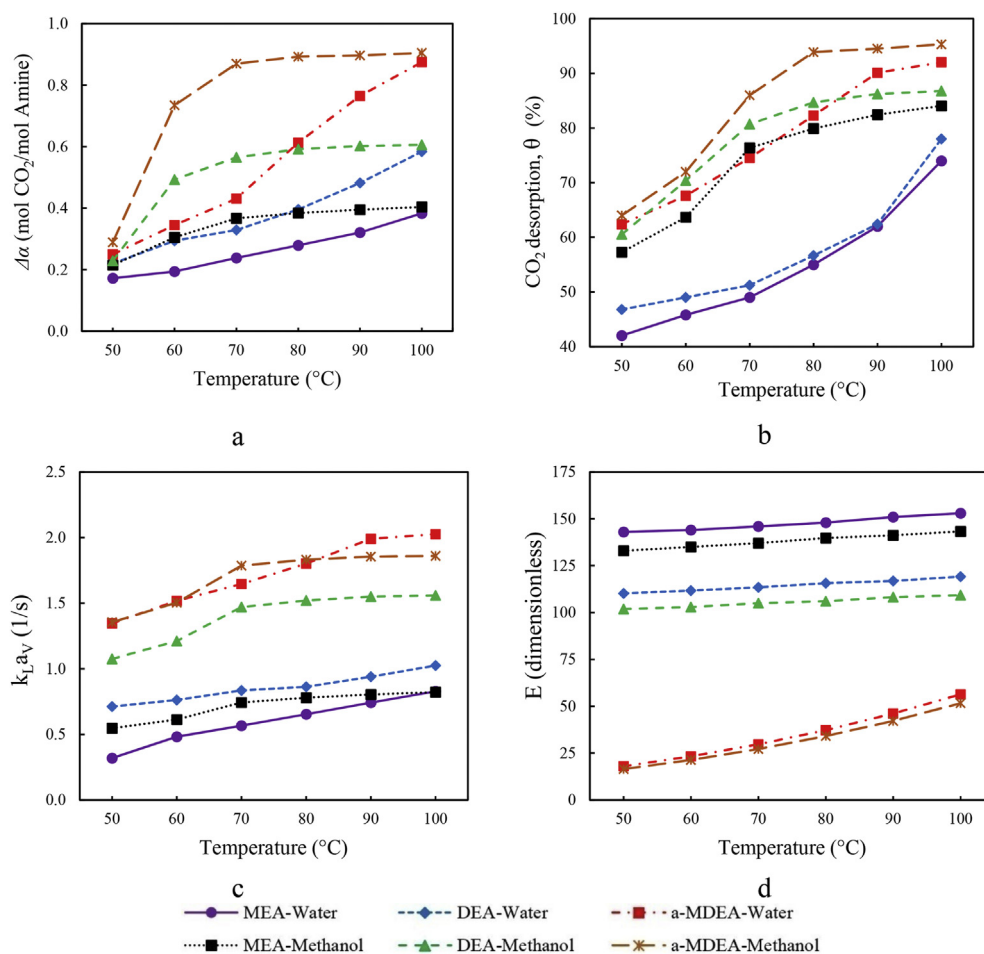 a
1.0
0.8
0.6
0.4
0.2
0.0
Δα (mol CO₂/mol Amine)
50 60 70 80 90 100
Temperature (°C)
a
100
90
80
70
60
50
40
CO₂ desorption, θ (%)
50 60 70 80 90 100
Temperature (°C)
b
2.5
2.0
1.5
1.0
0.5
0.0
kLaV (1/s)
50 60 70 80 90 100
Temperature (°C)
c
175
150
125
100
75
50
25
0
E (dimensionless)
50 60 70 80 90 100
Temperature (°C)
d
MEA-Water DEA-Water a-MDEA-Water
MEA-Methanol DEA-Methanol a-MDEA-Methanol